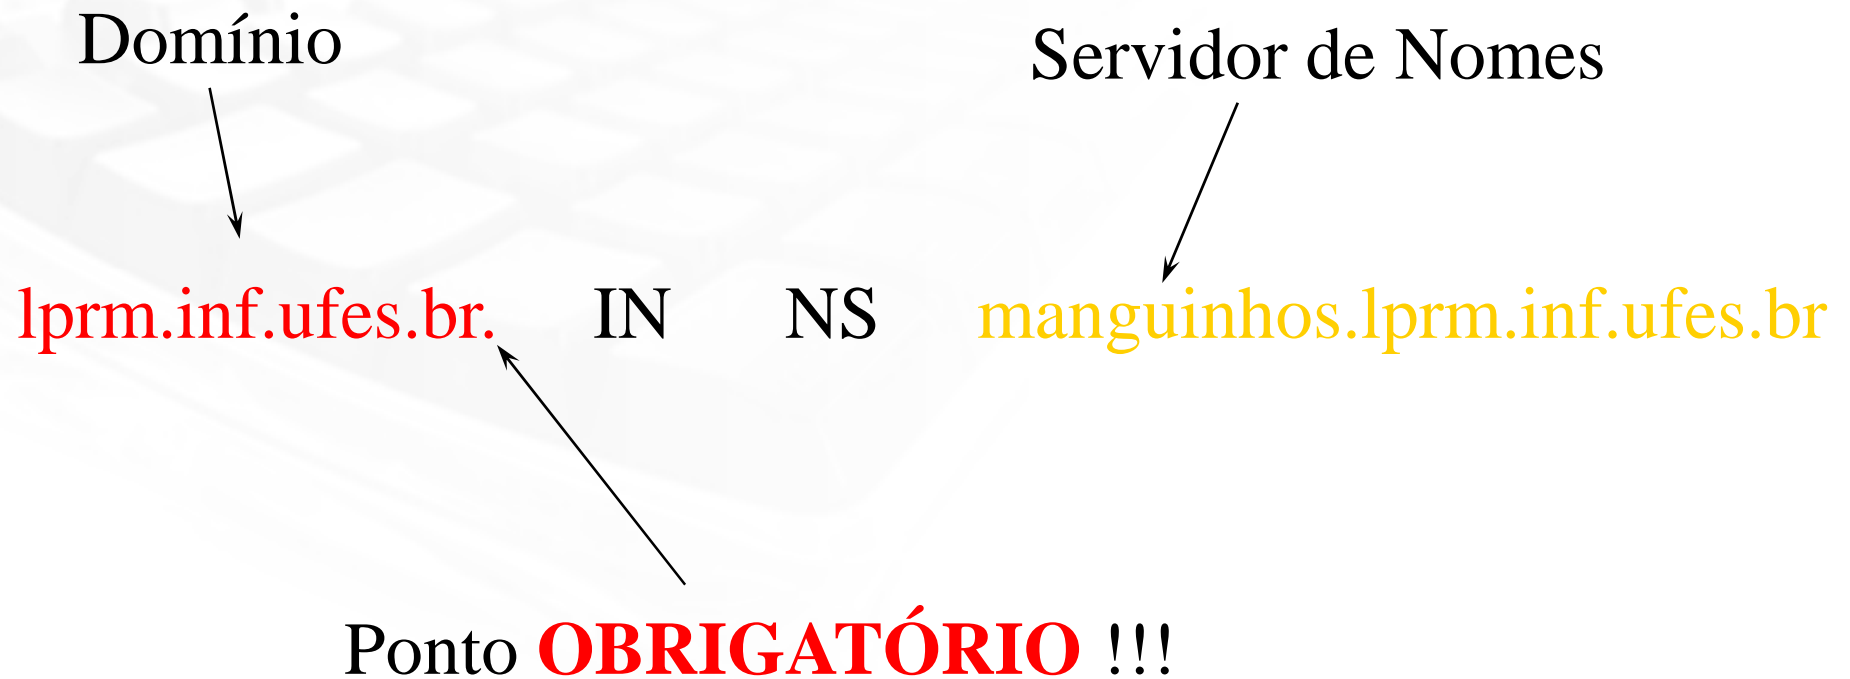 Domínio
Servidor de Nomes
lprm.inf.ufes.br. IN NS manguinhos.lprm.inf.ufes.br
Ponto OBRIGATÓRIO !!!